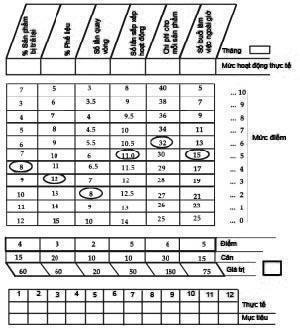 % Sản phẩm bị trả lại
% Phế liệu
Số lần quay vòng
Số lần sắp xếp hoạt động
Chi phí cho mỗi sản phẩm
Số buổi làm việc ngoài giờ
Tháng
Mức hoạt động thực tế
7 5 3 8 40 5 ... 10
3 6 3.5 9 38 7 ... 9
4 7 4 9.5 36 9 ... 8
5 8 4.5 10 34 11 ... 7
6 9 5.5 10.5 32 13 ... 6
Mức điểm
7 10 6 11.0 30 15 ... 5
8 11 6.5 11.5 29 17 ... 4
9 12 7 12 28 19 ... 3
10 13 8 12.5 27 21 ... 2
11 14 9 13 26 23 ... 1
12 15 10 14 25 25 ... 0
4 3 2 5 6 5 Điểm
15 20 10 10 30 15 Cân
60 60 20 50 180 75 Giá trị
1 2 3 4 5 6 7 8 9 10 11 12
Thực tế
Mục tiêu